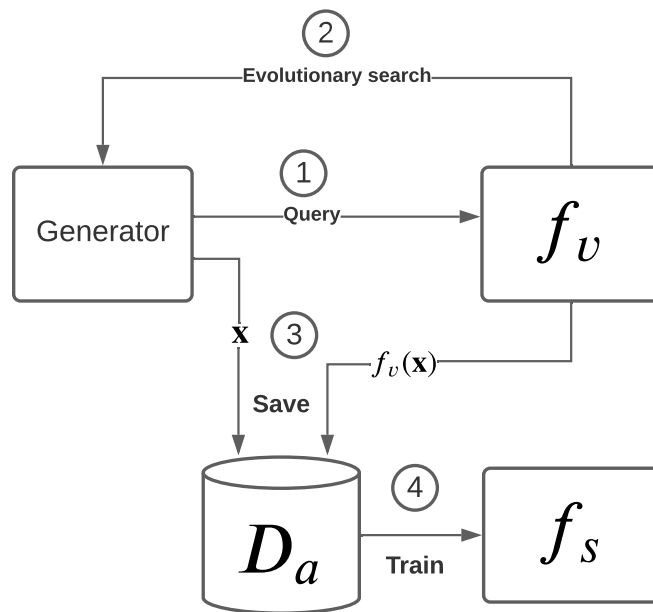 2
Evolutionary search
1
Generator
Query
f_v
x
3
f_v(x)
Save
4
D_a
Train
f_s